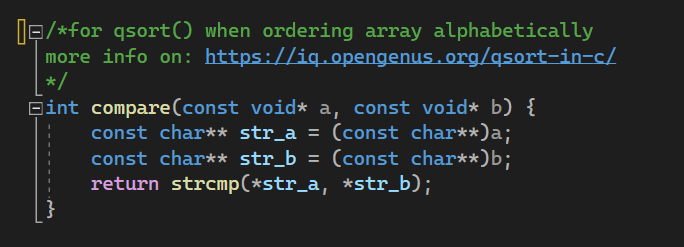 /*for qsort() when ordering array alphabetically
more info on: https://iq.opengenus.org/qsort-in-c/
*/
int compare(const void* a, const void* b) {
    const char** str_a = (const char**)a;
    const char** str_b = (const char**)b;
    return strcmp(*str_a, *str_b);
}